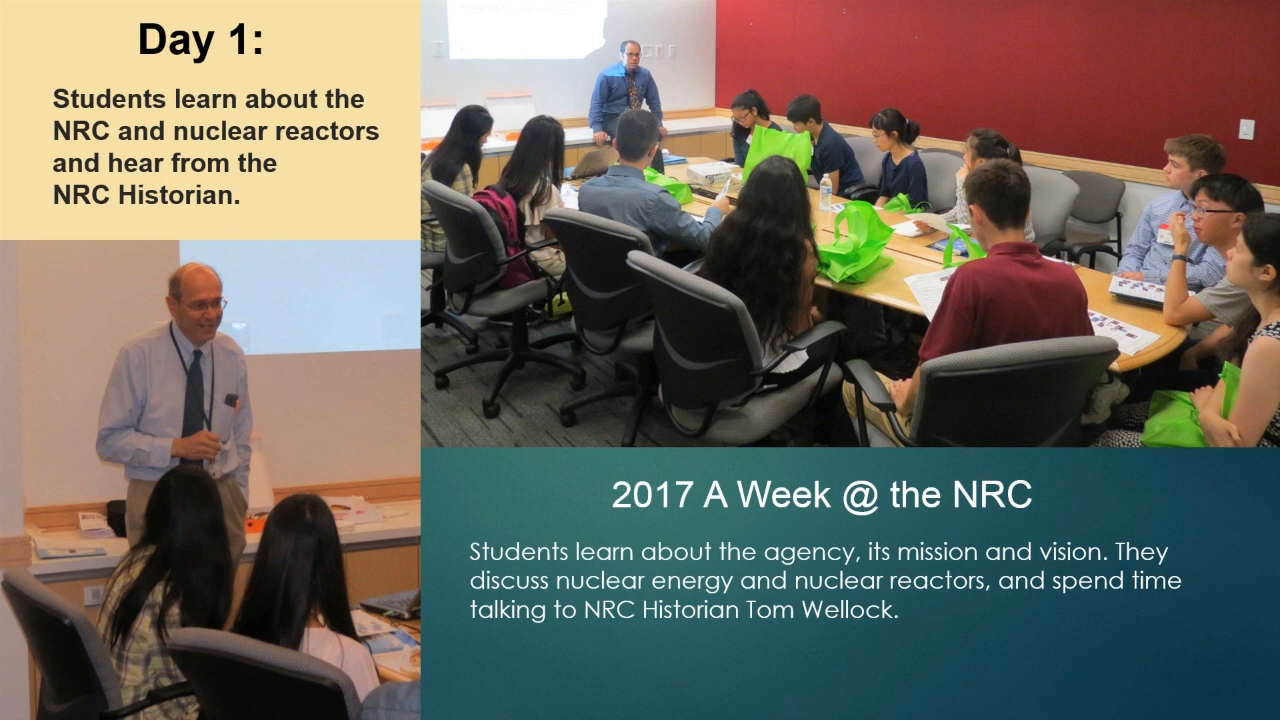 Day 1:
Students learn about the
NRC and nuclear reactors
and hear from the
NRC Historian.
2017 A Week @ the NRC
Students learn about the agency, its mission and vision. They
discuss nuclear energy and nuclear reactors, and spend time
talking to NRC Historian Tom Wellock.